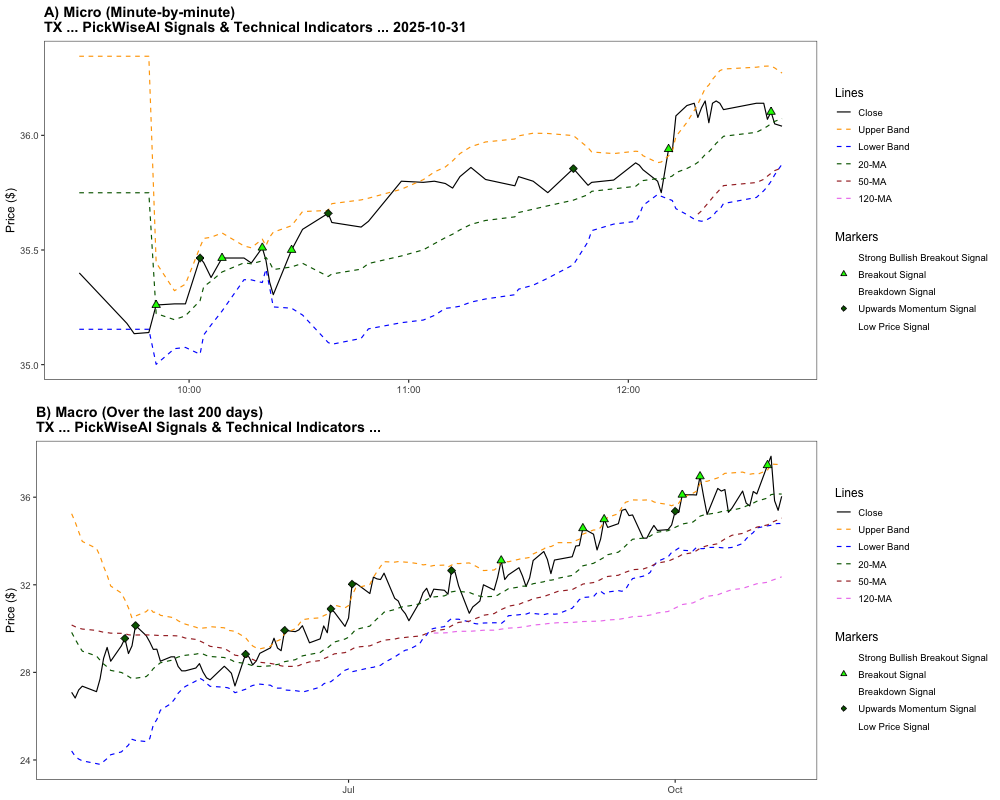 A) Micro (Minute-by-minute)
TX ... PickWiseAI Signals & Technical Indicators ... 2025-10-31
Price ($)
36.0
35.5
35.0
10:00
11:00
12:00
Lines
Close
Upper Band
Lower Band
20-MA
50-MA
120-MA
Markers
Strong Bullish Breakout Signal
Breakout Signal
Breakdown Signal
Upwards Momentum Signal
Low Price Signal
B) Macro (Over the last 200 days)
TX ... PickWiseAI Signals & Technical Indicators ...
Price ($)
36
32
28
24
Jul
Oct
Lines
Close
Upper Band
Lower Band
20-MA
50-MA
120-MA
Markers
Strong Bullish Breakout Signal
Breakout Signal
Breakdown Signal
Upwards Momentum Signal
Low Price Signal